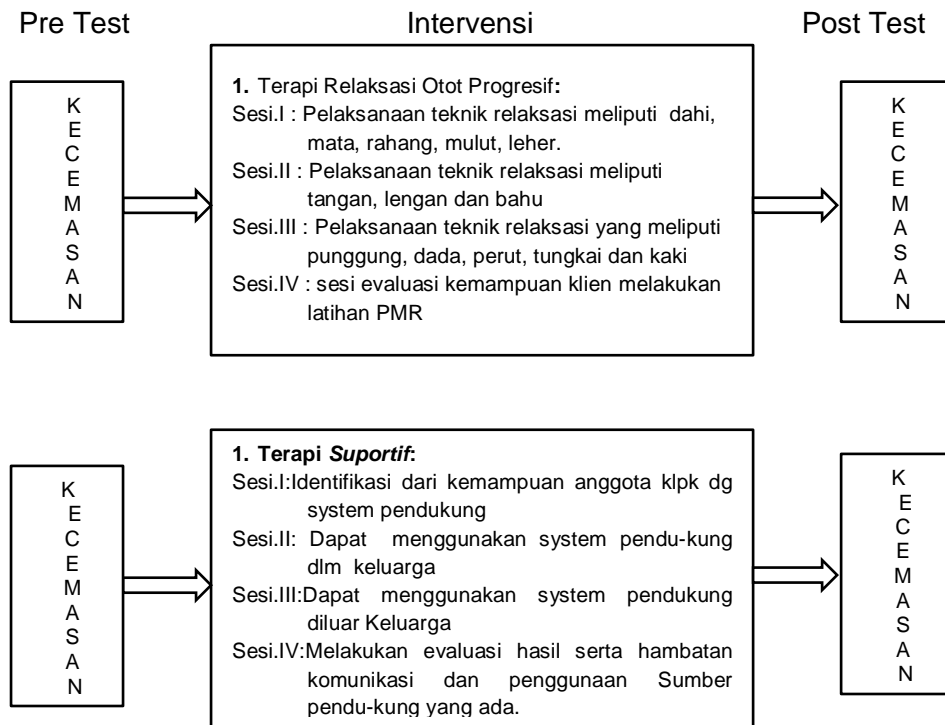 Pre Test
Intervensi
Post Test
K
E
C
E
M
A
S
A
N
1. Terapi Relaksasi Otot Progresif:
Sesi.I : Pelaksanaan teknik relaksasi meliputi dahi,
mata, rahang, mulut, leher.
Sesi.II : Pelaksanaan teknik relaksasi meliputi
tangan, lengan dan bahu
Sesi.III : Pelaksanaan teknik relaksasi yang meliputi
punggung, dada, perut, tungkai dan kaki
Sesi.IV : sesi evaluasi kemampuan klien melakukan
latihan PMR
K
E
C
E
M
A
S
A
N
K
E
C
E
M
A
S
A
N
1. Terapi Suportif:
Sesi.I:Identifikasi dari kemampuan anggota klpk dg
system pendukung
Sesi.II: Dapat menggunakan system pendu-kung
dlm keluarga
Sesi.III:Dapat menggunakan system pendukung
diluar Keluarga
Sesi.IV:Melakukan evaluasi hasil serta hambatan
komunikasi dan penggunaan Sumber
pendu-kung yang ada.
K
E
C
E
M
A
S
A
N